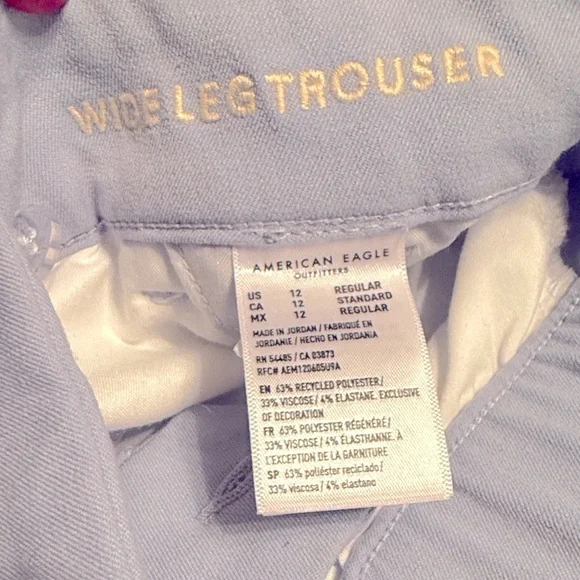 WIDE LEG TROUSER
AMERICAN EAGLE
OUTFITTERS
US 12 REGULAR
CA 12 STANDARD
MX 12 REGULAR
MADE IN JORDAN / FABRIQUÉ EN
JORDANIE / HECHO EN JORDANIA
RN 54485 / CA 03873
RFC# AEM120605U9A
EN 63% RECYCLED POLYESTER/
33% VISCOSE/ 4% ELASTANE. EXCLUSIVE
OF DECORATION
FR 63% POLYESTER RÉGÉNÉRÉ/
33% VISCOSE/ 4% ÉLASTHANNE. À
L'EXCEPTION DE LA GARNITURE
SP 63% poliéster reciclado/
33% viscosa/ 4% elastano